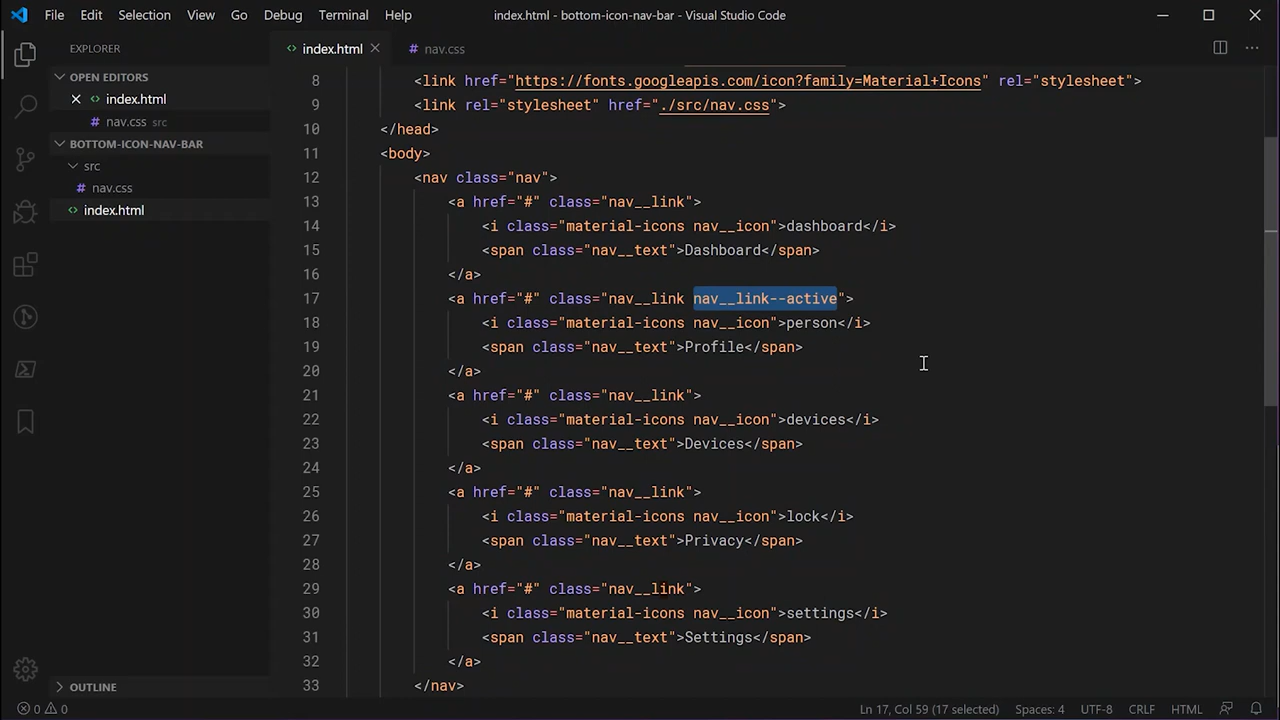 File Edit Selection View Go Debug Terminal Help index.html - bottom-icon-nav-bar - Visual Studio Code
EXPLORER
OPEN EDITORS
index.html
nav.css src
BOTTOM-ICON-NAV-BAR
src
nav.css
index.html
OUTLINE
index.html nav.css
8 <link href="https://fonts.googleapis.com/icon?family=Material+Icons" rel="stylesheet">
9 <link rel="stylesheet" href="./src/nav.css">
10 </head>
11 <body>
12 <nav class="nav">
13 <a href="#" class="nav__link">
14 <i class="material-icons nav__icon">dashboard</i>
15 <span class="nav__text">Dashboard</span>
16 </a>
17 <a href="#" class="nav__link nav__link--active">
18 <i class="material-icons nav__icon">person</i>
19 <span class="nav__text">Profile</span>
20 </a>
21 <a href="#" class="nav__link">
22 <i class="material-icons nav__icon">devices</i>
23 <span class="nav__text">Devices</span>
24 </a>
25 <a href="#" class="nav__link">
26 <i class="material-icons nav__icon">lock</i>
27 <span class="nav__text">Privacy</span>
28 </a>
29 <a href="#" class="nav__link">
30 <i class="material-icons nav__icon">settings</i>
31 <span class="nav__text">Settings</span>
32 </a>
33 </nav>
0 0 Ln 17, Col 59 (17 selected) Spaces: 4 UTF-8 CRLF HTML